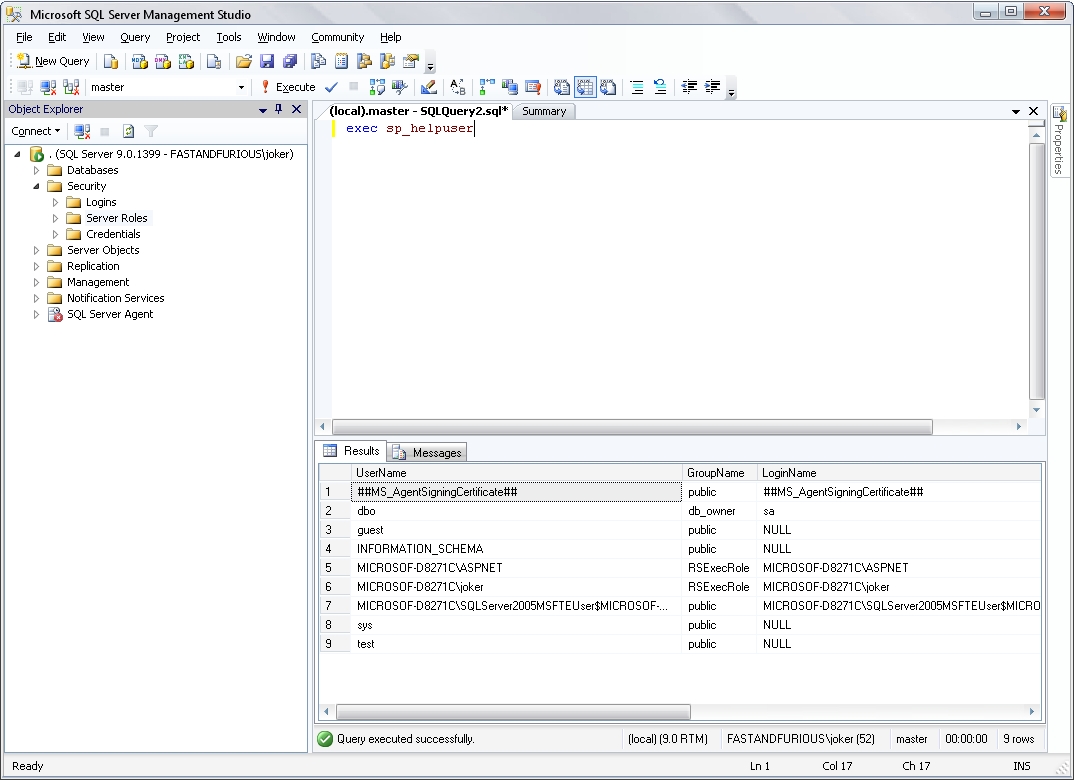 Microsoft SQL Server Management Studio
File Edit View Query Project Tools Window Community Help
New Query
master Execute
Object Explorer
Connect
. (SQL Server 9.0.1399 - FASTANDFURIOUS\joker)
Databases
Security
Logins
Server Roles
Credentials
Server Objects
Replication
Management
Notification Services
SQL Server Agent
(local).master - SQLQuery2.sql* Summary
exec sp_helpuser
Properties
Results Messages
UserName GroupName LoginName
1 ##MS_AgentSigningCertificate## public ##MS_AgentSigningCertificate##
2 dbo db_owner sa
3 guest public NULL
4 INFORMATION_SCHEMA public NULL
5 MICROSOF-D8271C\ASPNET RSExecRole MICROSOF-D8271C\ASPNET
6 MICROSOF-D8271C\joker RSExecRole MICROSOF-D8271C\joker
7 MICROSOF-D8271C\SQLServer2005MSFTEUser$MICROSOF-... public MICROSOF-D8271C\SQLServer2005MSFTEUser$MICRO
8 sys public NULL
9 test public NULL
Query executed successfully. (local) (9.0 RTM) FASTANDFURIOUS\joker (52) master 00:00:00 9 rows
Ready Ln 1 Col 17 Ch 17 INS